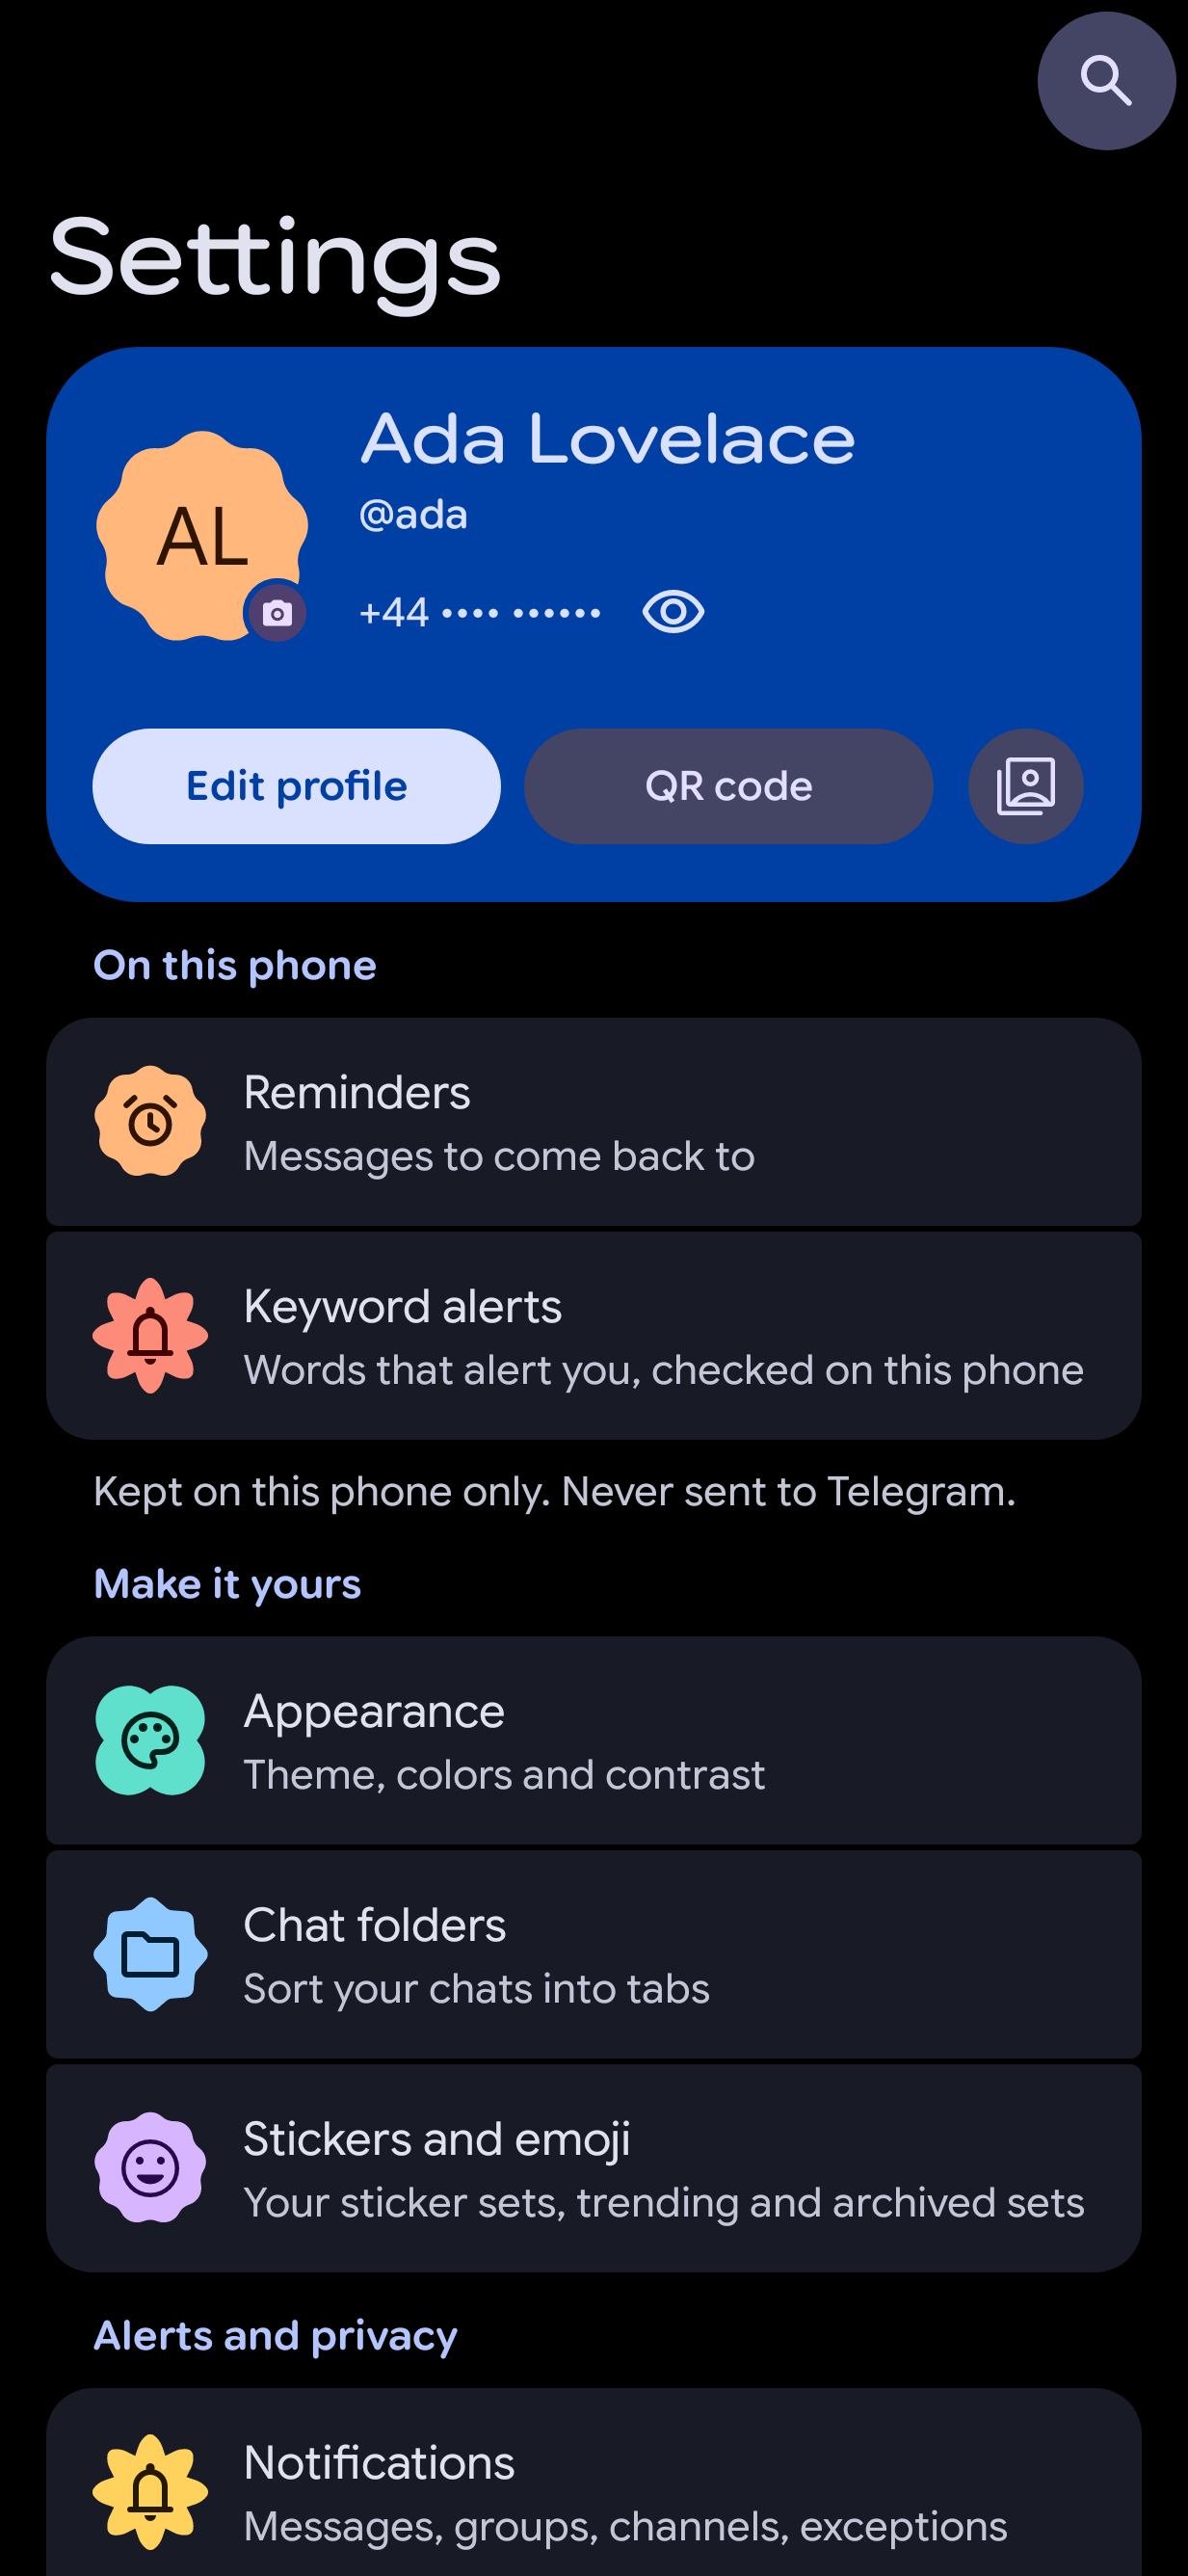 Settings
Ada Lovelace
@ada
AL
+44 •••• ••••••
Edit profile
QR code
On this phone
Reminders
Messages to come back to
Keyword alerts
Words that alert you, checked on this phone
Kept on this phone only. Never sent to Telegram.
Make it yours
Appearance
Theme, colors and contrast
Chat folders
Sort your chats into tabs
Stickers and emoji
Your sticker sets, trending and archived sets
Alerts and privacy
Notifications
Messages, groups, channels, exceptions